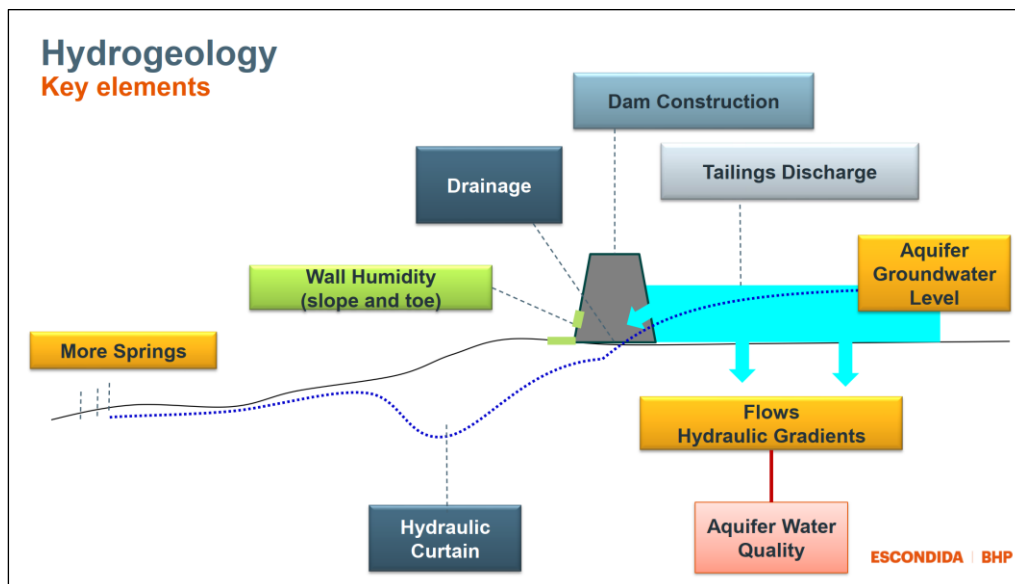 Hydrogeology
Key elements
Dam Construction
Drainage
Tailings Discharge
Aquifer
Groundwater
Level
Wall Humidity
(slope and toe)
More Springs
Flows
Hydraulic Gradients
Hydraulic
Curtain
Aquifer Water
Quality
ESCONDIDA | BHP